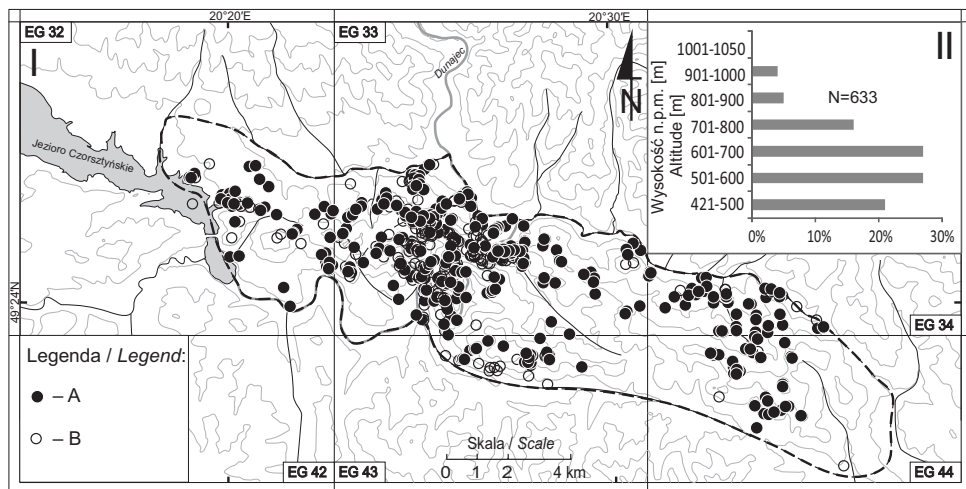 20°20'E
20°30'E
EG 32
EG 33
I
II
Dunajec
N
Jezioro Czorsztyńskie
Wysokość n.p.m. [m]
Altitude [m]
1001-1050
901-1000
801-900
701-800
601-700
501-600
421-500
N=633
0% 10% 20% 30%
49°24'N
EG 34
Legenda / Legend:
– A
– B
Skala / Scale
0 1 2 4 km
EG 42
EG 43
EG 44